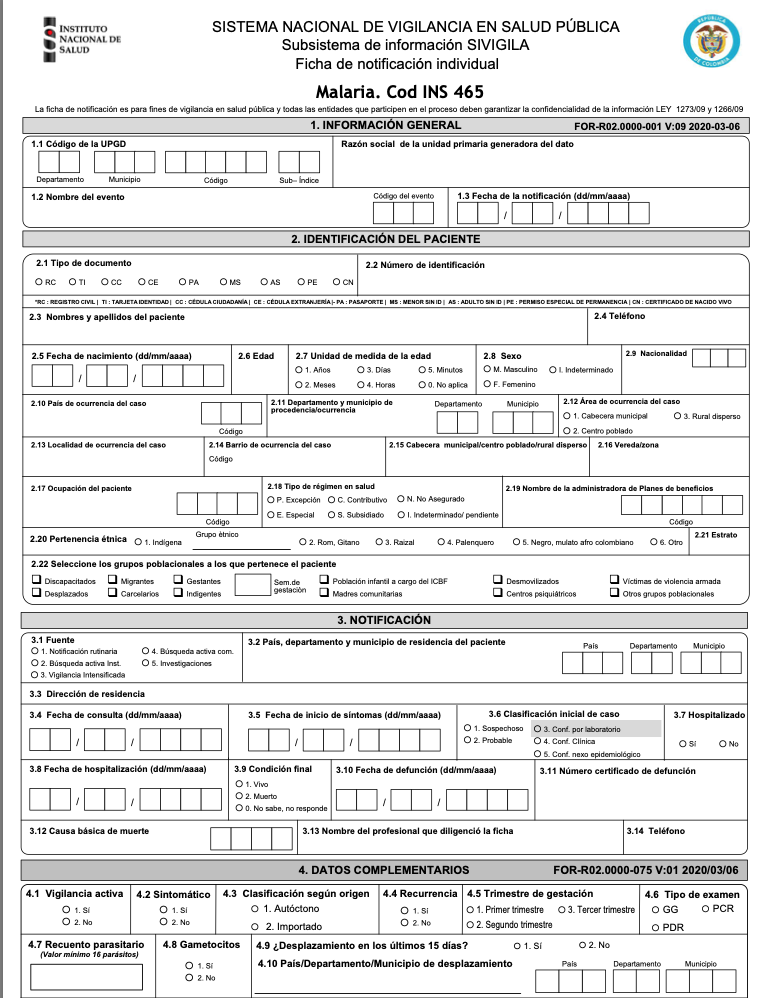 INSTITUTO
NACIONAL DE
SALUD
SISTEMA NACIONAL DE VIGILANCIA EN SALUD PÚBLICA
Subsistema de información SIVIGILA
Ficha de notificación individual
REPÚBLICA
DE COLOMBIA
Malaria. Cod INS 465
La ficha de notificación es para fines de vigilancia en salud pública y todas las entidades que participen en el proceso deben garantizar la confidencialidad de la información LEY 1273/09 y 1266/09
1. INFORMACIÓN GENERAL FOR-R02.0000-001 V:09 2020-03-06
1.1 Código de la UPGD Razón social de la unidad primaria generadora del dato
Departamento Municipio Código Sub– Índice
1.2 Nombre del evento Código del evento 1.3 Fecha de la notificación (dd/mm/aaaa)
/ /
2. IDENTIFICACIÓN DEL PACIENTE
2.1 Tipo de documento 2.2 Número de identificación
RC TI CC CE PA MS AS PE CN
*RC : REGISTRO CIVIL | TI : TARJETA IDENTIDAD | CC : CÉDULA CIUDADANÍA | CE : CÉDULA EXTRANJERÍA |- PA : PASAPORTE | MS : MENOR SIN ID | AS : ADULTO SIN ID | PE : PERMISO ESPECIAL DE PERMANENCIA | CN : CERTIFICADO DE NACIDO VIVO
2.3 Nombres y apellidos del paciente 2.4 Teléfono
2.5 Fecha de nacimiento (dd/mm/aaaa) 2.6 Edad 2.7 Unidad de medida de la edad 2.8 Sexo 2.9 Nacionalidad
/ / 1. Años 3. Días 5. Minutos M. Masculino I. Indeterminado
2. Meses 4. Horas 0. No aplica F. Femenino
2.10 País de ocurrencia del caso 2.11 Departamento y municipio de procedencia/ocurrencia Departamento Municipio 2.12 Área de ocurrencia del caso
Código 1. Cabecera municipal 3. Rural disperso
2. Centro poblado
2.13 Localidad de ocurrencia del caso 2.14 Barrio de ocurrencia del caso 2.15 Cabecera municipal/centro poblado/rural disperso 2.16 Vereda/zona
Código
2.17 Ocupación del paciente 2.18 Tipo de régimen en salud 2.19 Nombre de la administradora de Planes de beneficios
P. Excepción C. Contributivo N. No Asegurado
E. Especial S. Subsidiado I. Indeterminado/ pendiente
Código Código
2.20 Pertenencia étnica 1. Indígena Grupo étnico 2. Rom, Gitano 3. Raizal 4. Palenquero 5. Negro, mulato afro colombiano 6. Otro 2.21 Estrato
2.22 Seleccione los grupos poblacionales a los que pertenece el paciente
Discapacitados Migrantes Gestantes Sem.de gestación Población infantil a cargo del ICBF Desmovilizados Víctimas de violencia armada
Desplazados Carcelarios Indigentes Madres comunitarias Centros psiquiátricos Otros grupos poblacionales
3. NOTIFICACIÓN
3.1 Fuente 3.2 País, departamento y municipio de residencia del paciente País Departamento Municipio
1. Notificación rutinaria 4. Búsqueda activa com.
2. Búsqueda activa Inst. 5. Investigaciones
3. Vigilancia Intensificada
3.3 Dirección de residencia
3.4 Fecha de consulta (dd/mm/aaaa) 3.5 Fecha de inicio de síntomas (dd/mm/aaaa) 3.6 Clasificación inicial de caso 3.7 Hospitalizado
/ / / / 1. Sospechoso 3. Conf. por laboratorio
2. Probable 4. Conf. Clínica Sí No
5. Conf. nexo epidemiológico
3.8 Fecha de hospitalización (dd/mm/aaaa) 3.9 Condición final 3.10 Fecha de defunción (dd/mm/aaaa) 3.11 Número certificado de defunción
/ / 1. Vivo / /
2. Muerto
0. No sabe, no responde
3.12 Causa básica de muerte 3.13 Nombre del profesional que diligenció la ficha 3.14 Teléfono
4. DATOS COMPLEMENTARIOS FOR-R02.0000-075 V:01 2020/03/06
4.1 Vigilancia activa 4.2 Sintomático 4.3 Clasificación según origen 4.4 Recurrencia 4.5 Trimestre de gestación 4.6 Tipo de examen
1. Sí 1. Sí 1. Autóctono 1. Sí 1. Primer trimestre 3. Tercer trimestre GG PCR
2. No 2. No 2. Importado 2. No 2. Segundo trimestre PDR
4.7 Recuento parasitario 4.8 Gametocitos 4.9 ¿Desplazamiento en los últimos 15 días? 1. Sí 2. No
(Valor mínimo 16 parásitos) 1. Sí 4.10 País/Departamento/Municipio de desplazamiento País Departamento Municipio
2. No